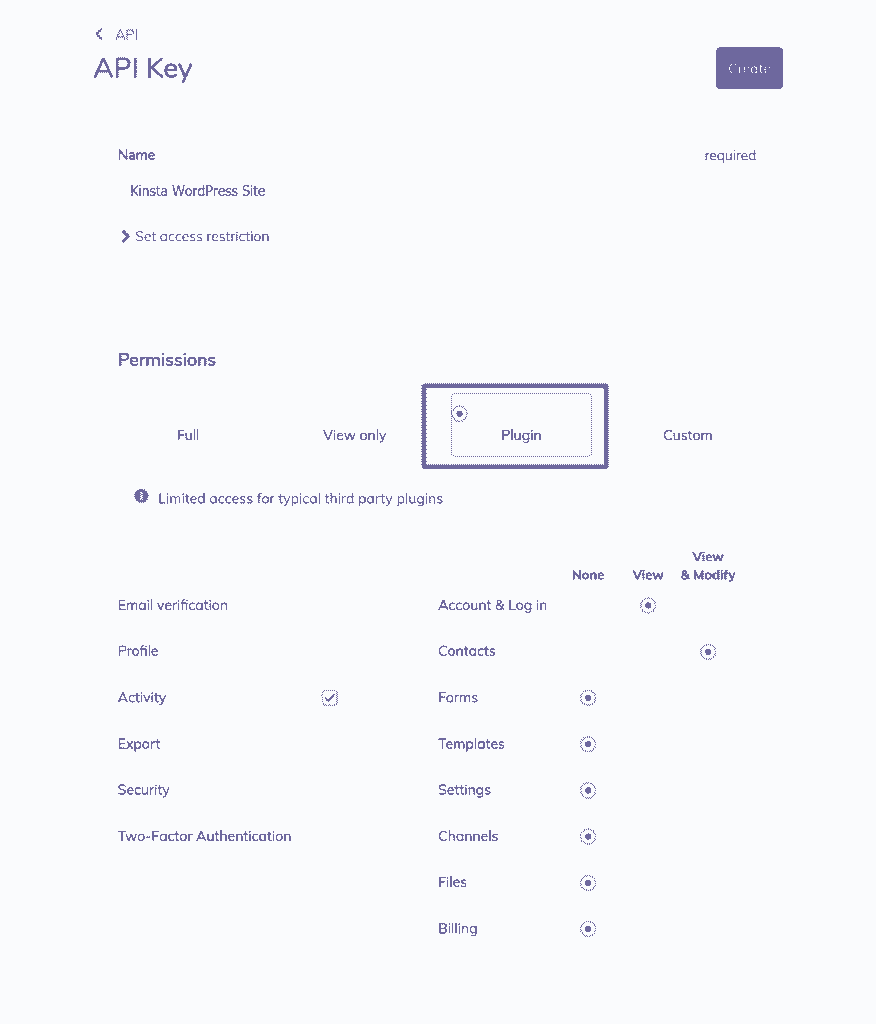 API
API Key
Create
Name required
Kinsta WordPress Site
Set access restriction
Permissions
Full View only Plugin Custom
Limited access for typical third party plugins
None View View & Modify
Email verification Account & Log in
Profile Contacts
Activity Forms
Export Templates
Security Settings
Two-Factor Authentication Channels
Files
Billing